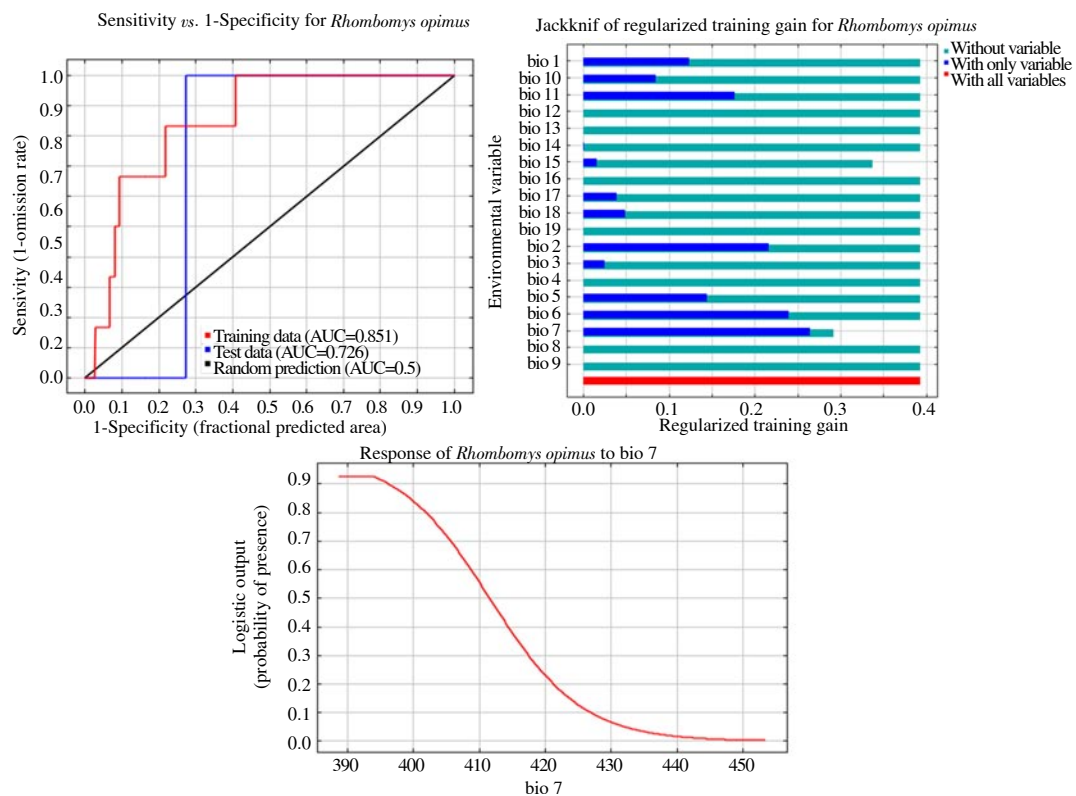 Sensitivity vs. 1-Specificity for Rhombomys opimus
Sensivity (1-omission rate)
1.0
0.9
0.8
0.7
0.6
0.5
0.4
0.3
0.2
0.0
Training data (AUC=0.851)
Test data (AUC=0.726)
Random prediction (AUC=0.5)
0.0 0.1 0.2 0.3 0.4 0.5 0.6 0.7 0.8 0.9 1.0
1-Specificity (fractional predicted area)
Jackknif of regularized training gain for Rhombomys opimus
Environmental variable
bio 1
bio 10
bio 11
bio 12
bio 13
bio 14
bio 15
bio 16
bio 17
bio 18
bio 19
bio 2
bio 3
bio 4
bio 5
bio 6
bio 7
bio 8
bio 9
Without variable
With only variable
With all variables
0.0 0.1 0.2 0.3 0.4
Regularized training gain
Response of Rhombomys opimus to bio 7
Logistic output
(probability of presence)
0.9
0.8
0.7
0.6
0.5
0.4
0.3
0.2
0.1
0.0
390 400 410 420 430 440 450
bio 7